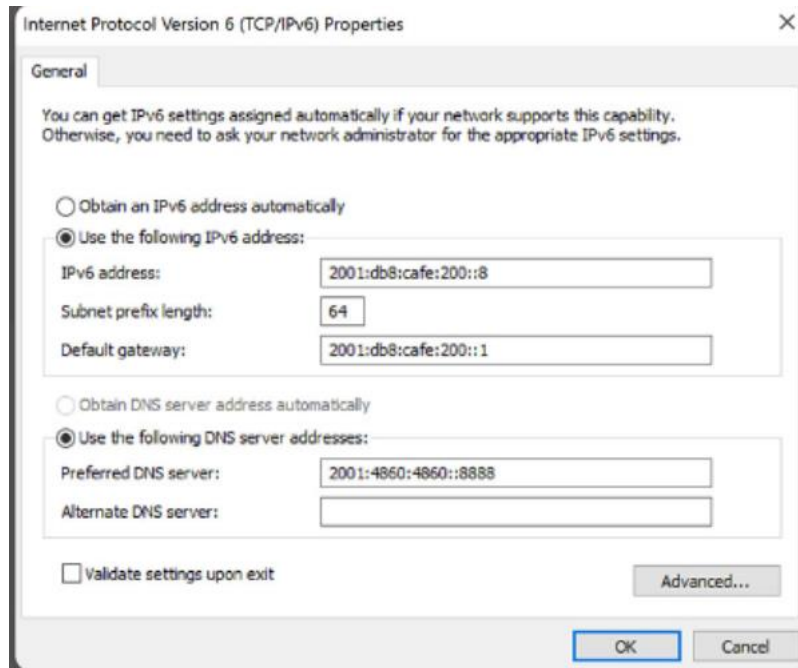 Internet Protocol Version 6 (TCP/IPv6) Properties
General
You can get IPv6 settings assigned automatically if your network supports this capability.
Otherwise, you need to ask your network administrator for the appropriate IPv6 settings.
Obtain an IPv6 address automatically
Use the following IPv6 address:
IPv6 address: 2001:db8:cafe:200::8
Subnet prefix length: 64
Default gateway: 2001:db8:cafe:200::1
Obtain DNS server address automatically
Use the following DNS server addresses:
Preferred DNS server: 2001:4860:4860::8888
Alternate DNS server:
Validate settings upon exit
Advanced...
OK Cancel